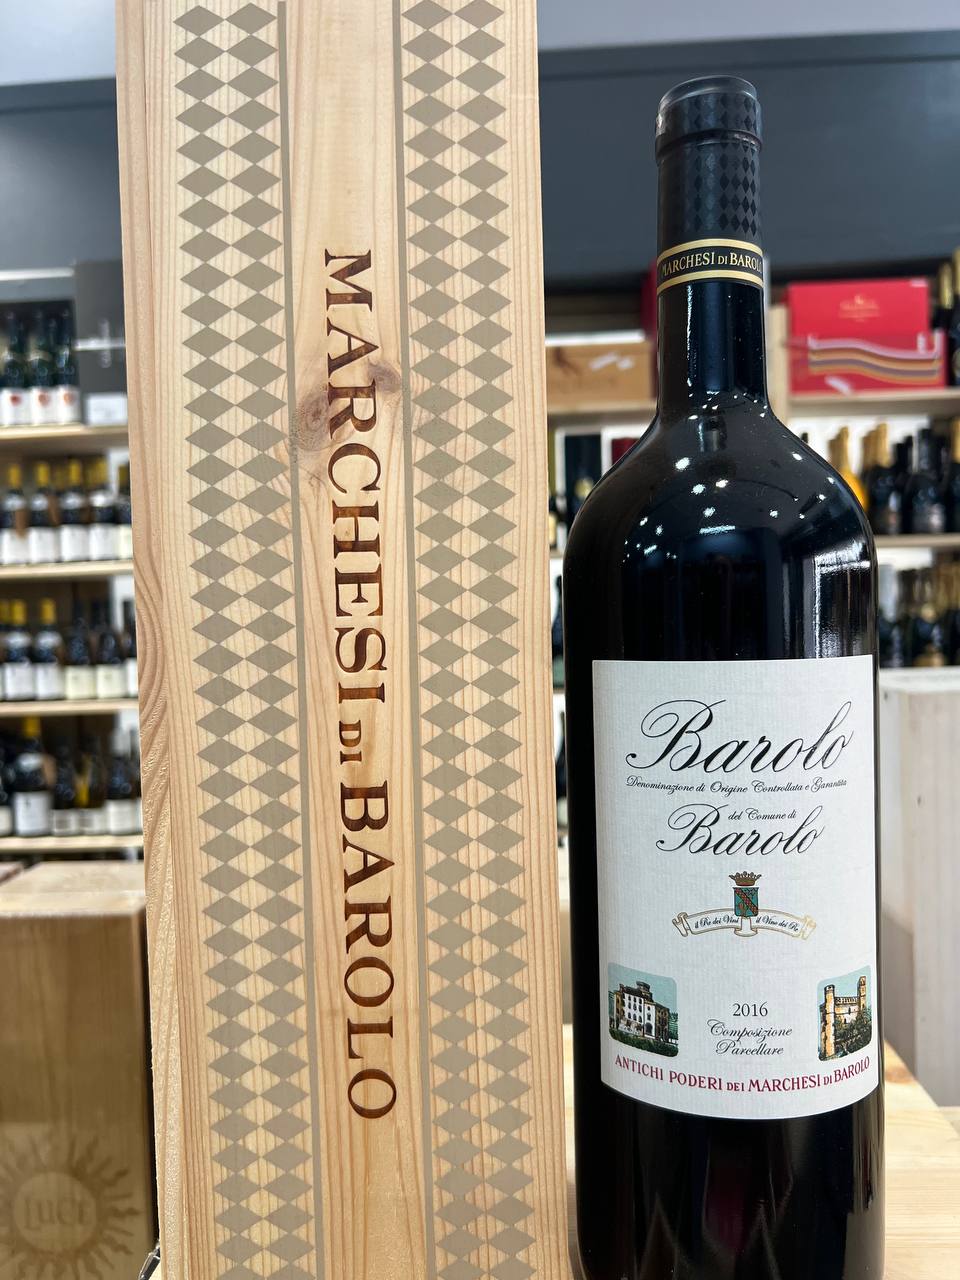 MARCHESI DI BAROLO
MARCHESI DI BAROLO
Barolo
Denominazione di Origine Controllata e Garantita
del Comune di
Barolo
il Re dei Vini il Vino dei Re
2016
Composizione
Parcellare
ANTICHI PODERI DEI MARCHESI DI BAROLO
LUCE